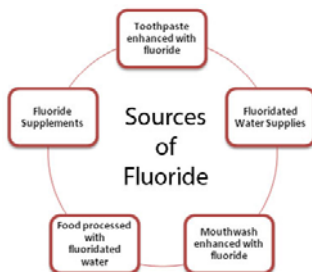 Toothpaste
enhanced with
fluoride
Fluoride
Supplements
Sources
of
Fluoride
Fluoridated
Water Supplies
Food processed
with
fluoridated
water
Mouthwash
enhanced with
fluoride